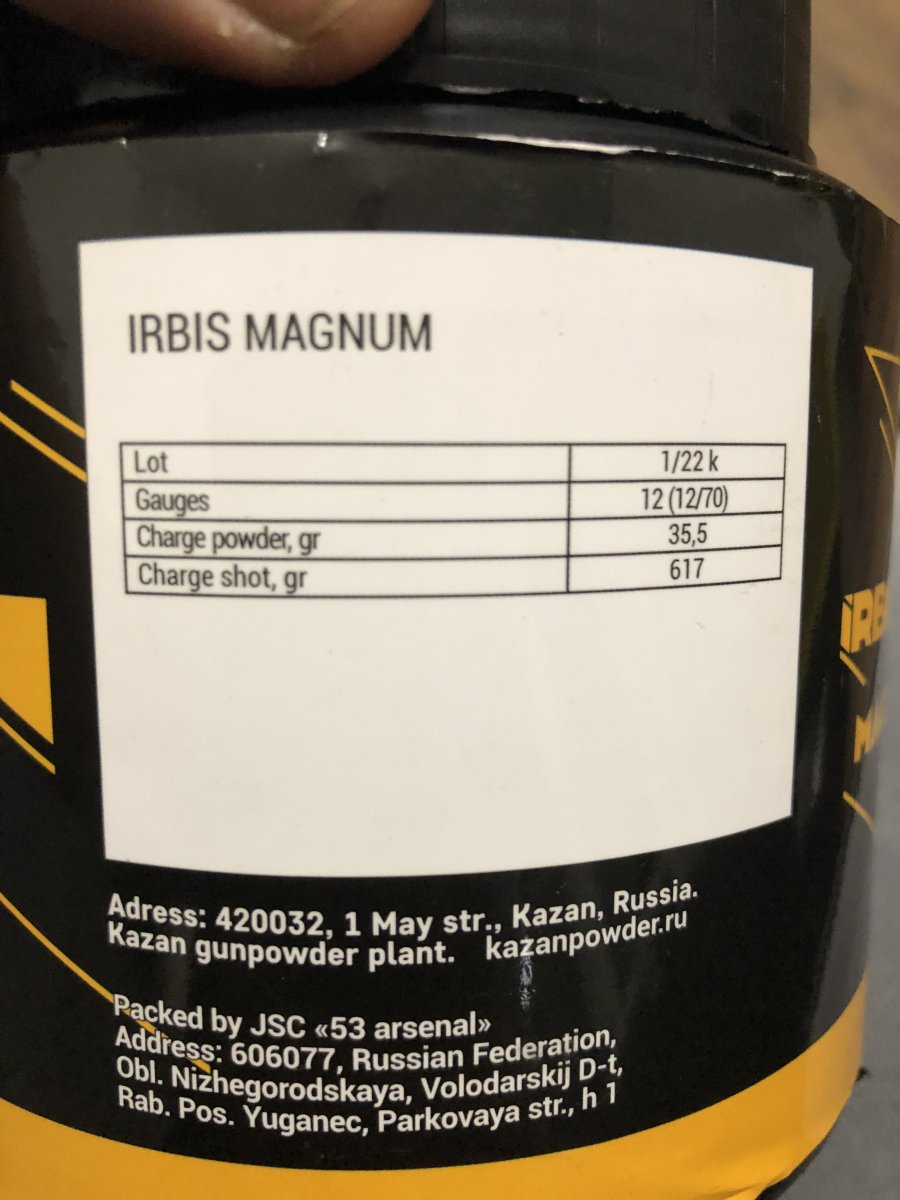 IRBIS MAGNUM
Lot 1/22 k
Gauges 12 (12/70)
Charge powder, gr 35,5
Charge shot, gr 617
Adress: 420032, 1 May str., Kazan, Russia.
Kazan gunpowder plant. kazanpowder.ru
Packed by JSC «53 arsenal»
Address: 606077, Russian Federation,
Obl. Nizhegorodskaya, Volodarskij D-t,
Rab. Pos. Yuganec, Parkovaya str., h 1